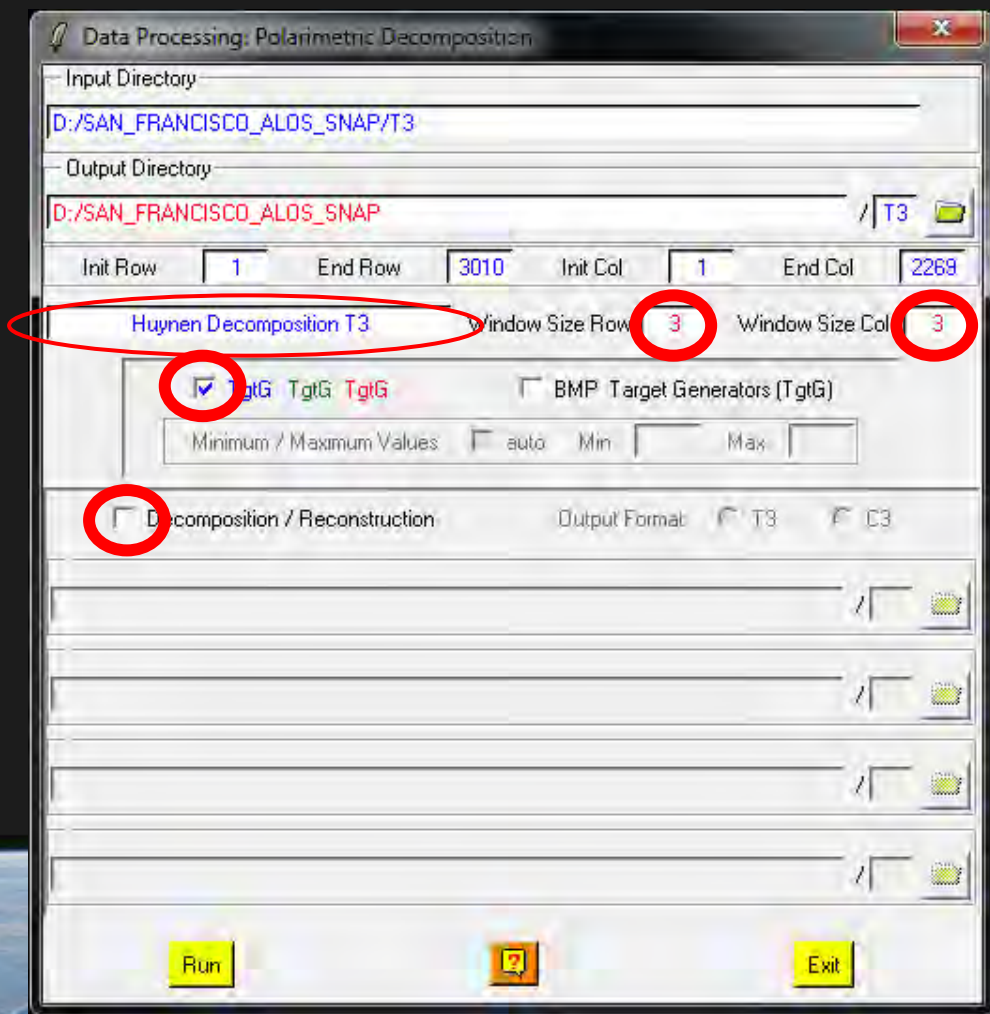 Data Processing: Polarimetric Decomposition
x
Input Directory
D:/SAN_FRANCISCO_ALOS_SNAP/T3
Output Directory
D:/SAN_FRANCISCO_ALOS_SNAP / T3
Init Row 1 End Row 3010 Init Col 1 End Col 2269
Huynen Decomposition T3 Window Size Row 3 Window Size Col 3
TgtG TgtG TgtG BMP Target Generators (TgtG)
Minimum / Maximum Values auto Min Max
Decomposition / Reconstruction Output Format T3 C3
/
/
/
/
Run ? Exit